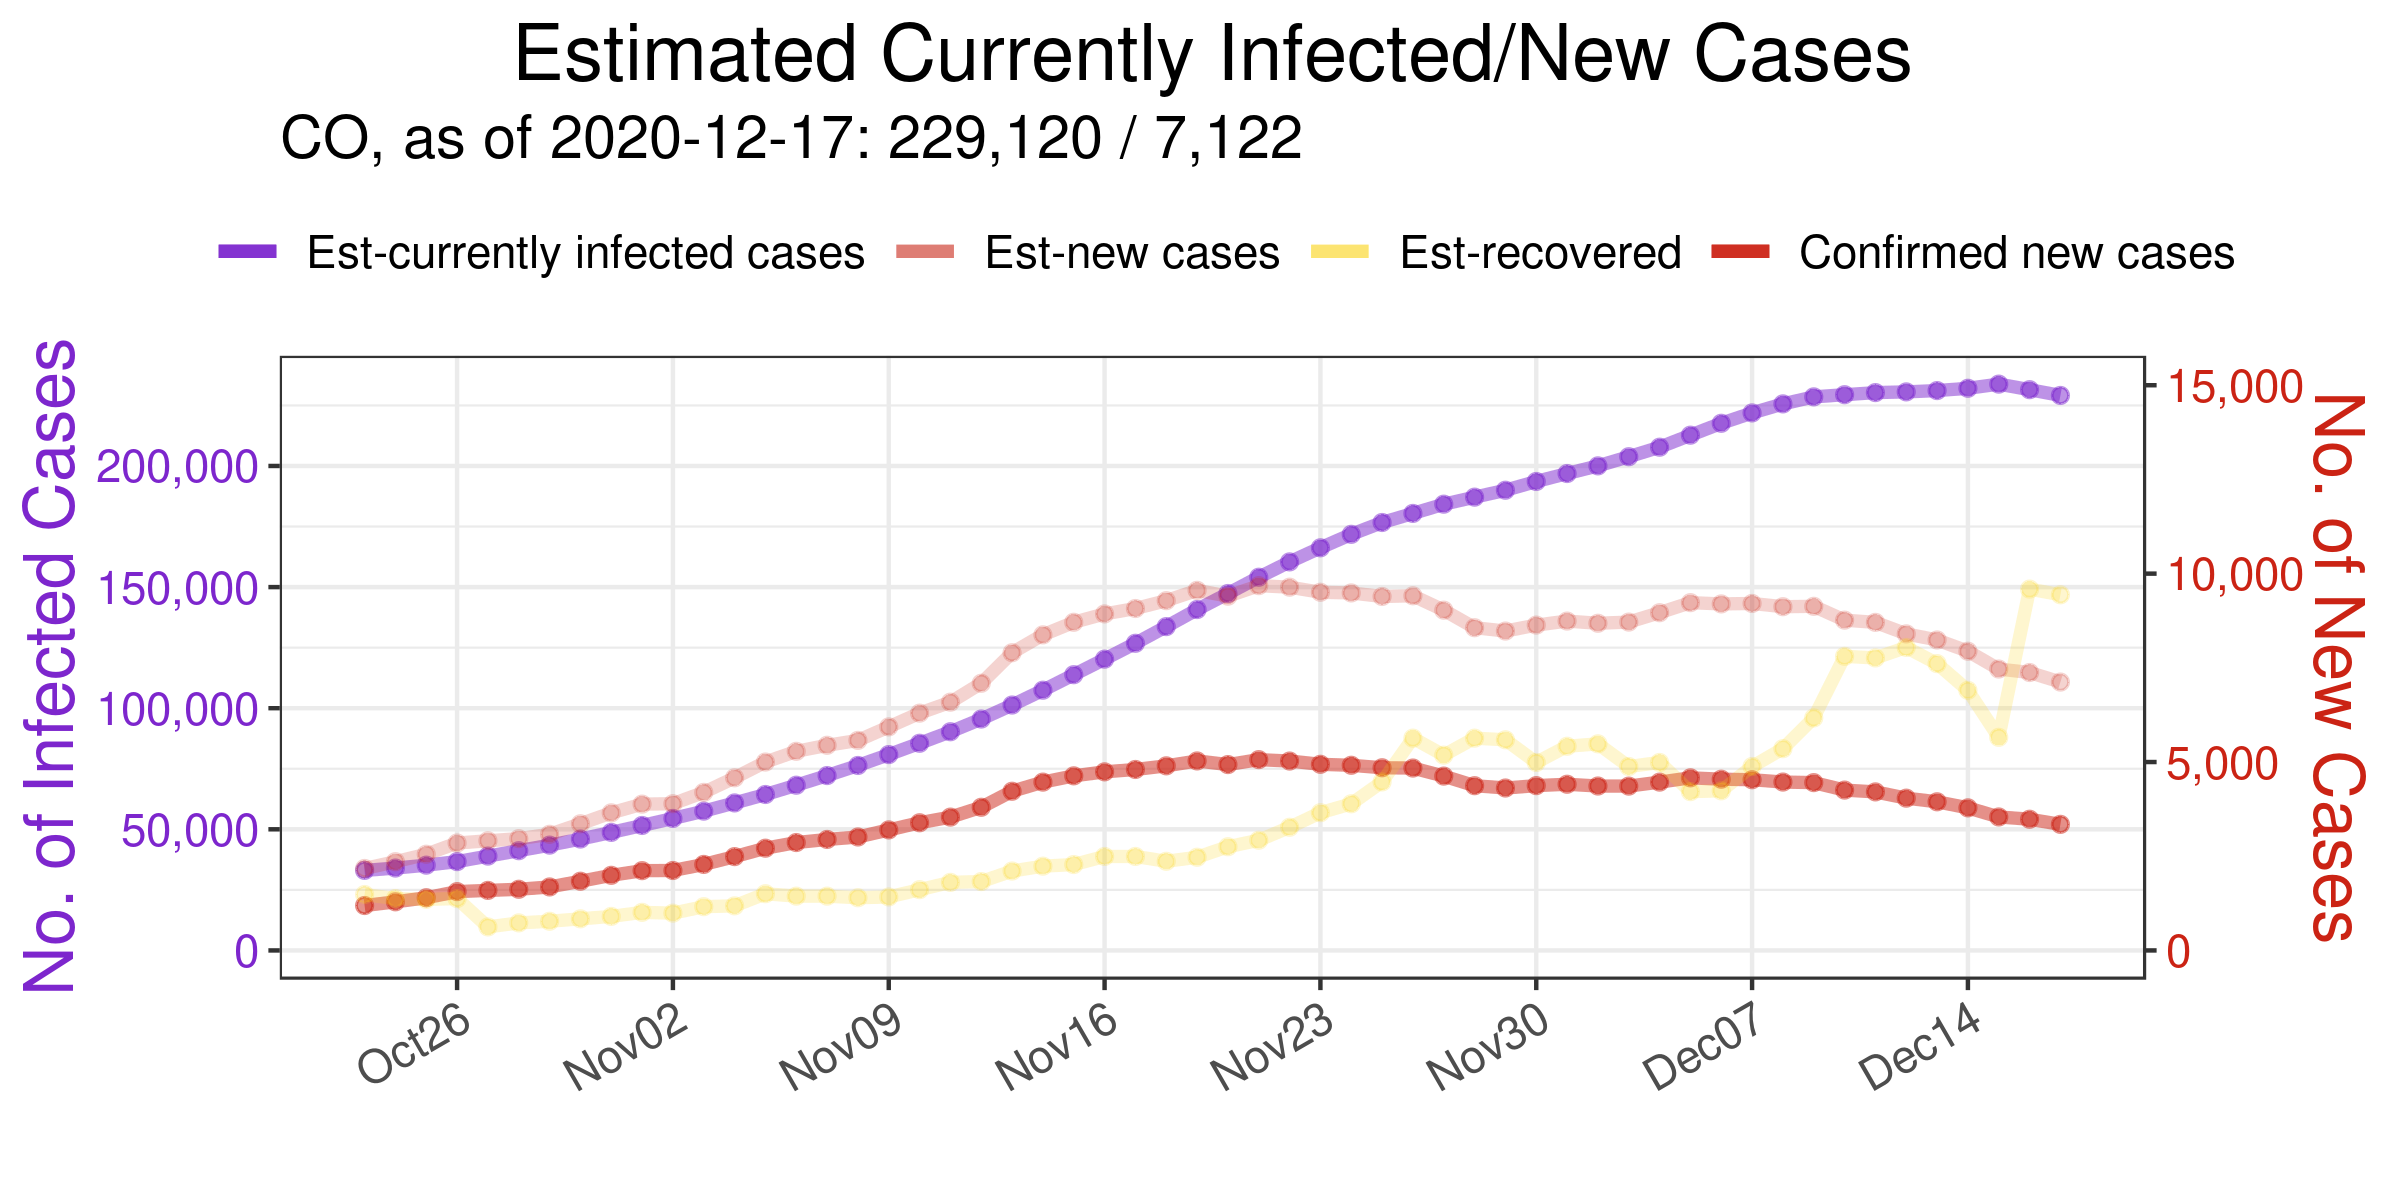 Estimated Currently Infected/New Cases
CO, as of 2020-12-17: 229,120 / 7,122
Est-currently infected cases Est-new cases Est-recovered Confirmed new cases
No. of Infected Cases
200,000
150,000
100,000
50,000
0
15,000
10,000
5,000
0
No. of New Cases
Oct26 Nov02 Nov09 Nov16 Nov23 Nov30 Dec07 Dec14